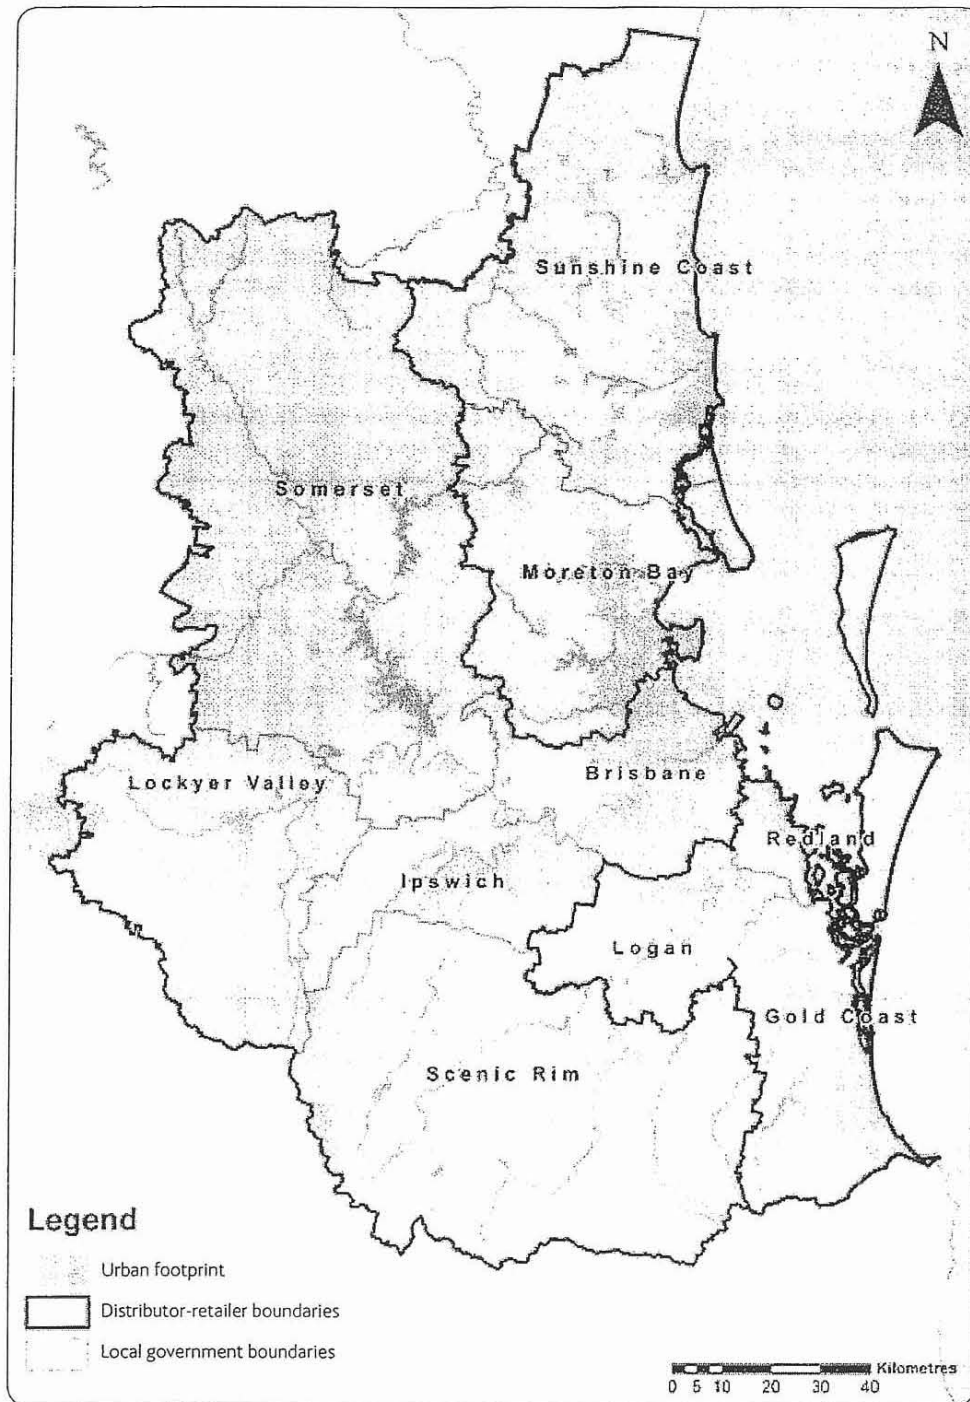 N
Sunshine Coast
Somerset
Moreton Bay
Lockyer Valley
Brisbane
Redland
Ipswich
Logan
Gold Coast
Scenic Rim
Legend
Urban footprint
Distributor-retailer boundaries
Local government boundaries
Kilometres
0 5 10 20 30 40